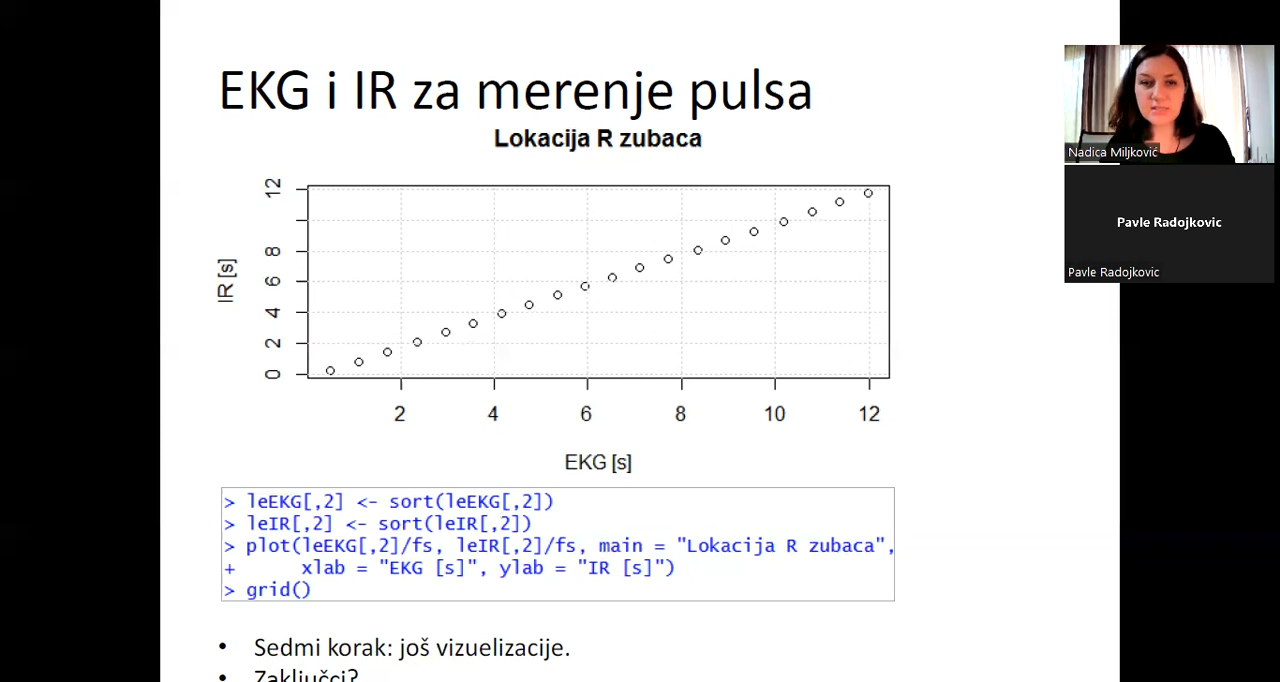 EKG i IR za merenje pulsa
Lokacija R zubaca
12
8
6
4
2
0
IR [s]
2 4 6 8 10 12
EKG [s]
> leEKG[,2] <- sort(leEKG[,2])
> leIR[,2] <- sort(leIR[,2])
> plot(leEKG[,2]/fs, leIR[,2]/fs, main = "Lokacija R zubaca",
+ xlab = "EKG [s]", ylab = "IR [s]")
> grid()
• Sedmi korak: još vizuelizacije.
• Zaključci?
Nadica Miljković
Pavle Radojkovic
Pavle Radojkovic